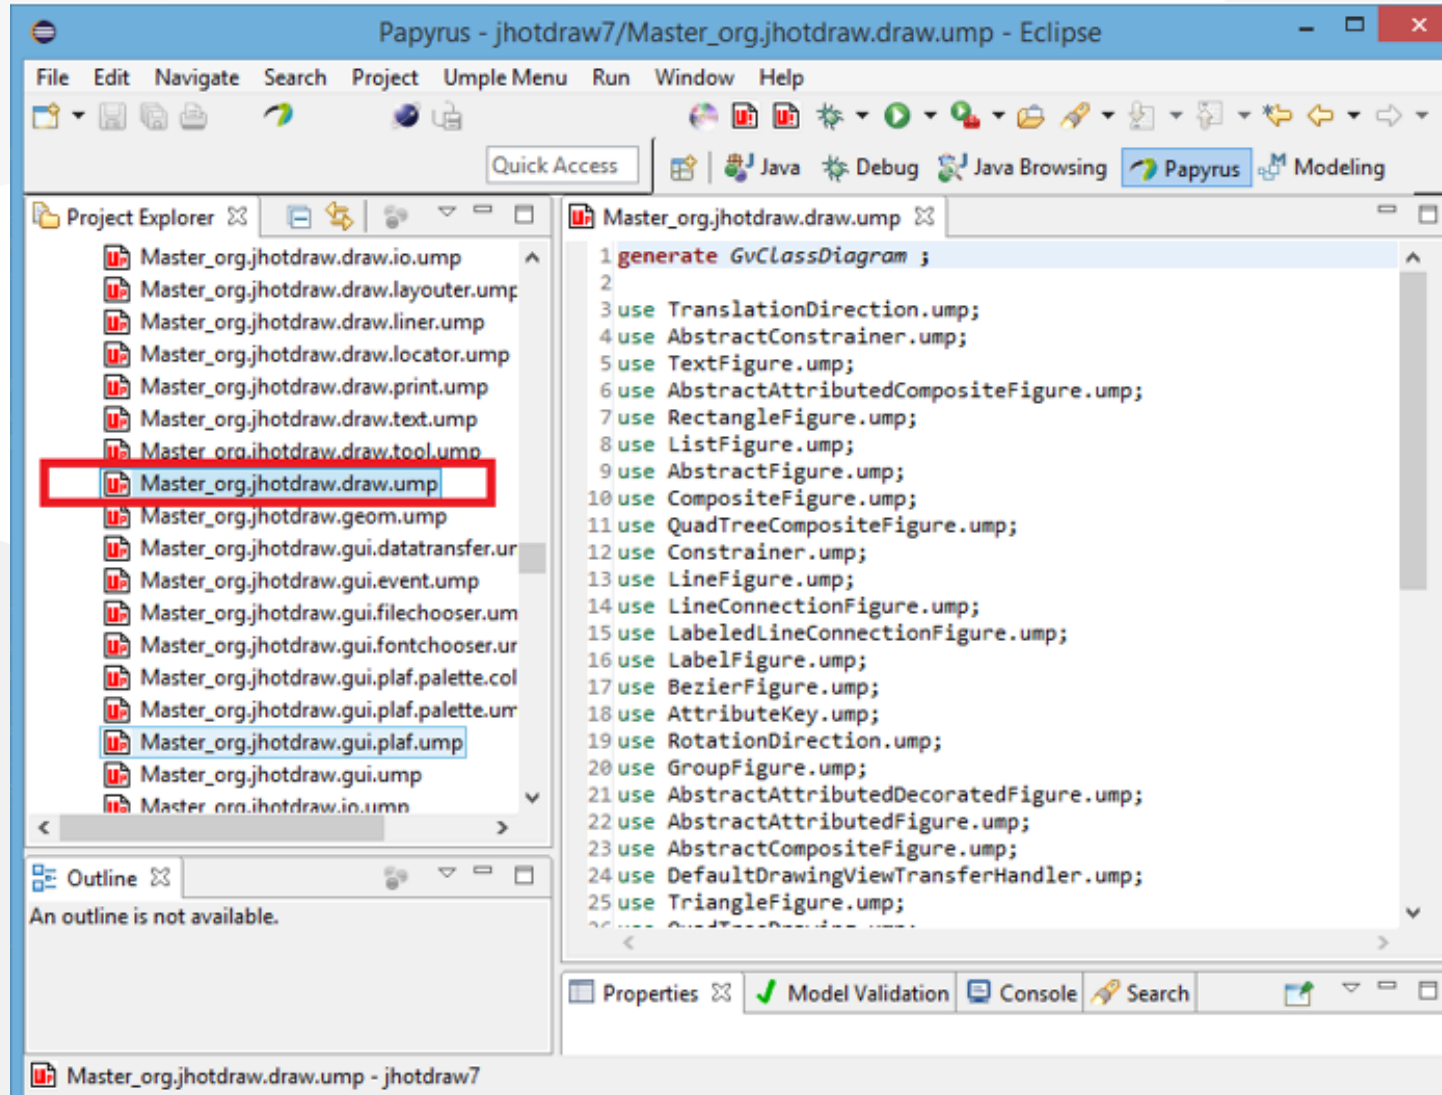 Papyrus - jhotdraw7/Master_org.jhotdraw.draw.ump - Eclipse
File Edit Navigate Search Project Umple Menu Run Window Help
Quick Access
Java Debug Java Browsing Papyrus Modeling
Project Explorer
Master_org.jhotdraw.draw.io.ump
Master_org.jhotdraw.draw.layouter.ump
Master_org.jhotdraw.draw.liner.ump
Master_org.jhotdraw.draw.locator.ump
Master_org.jhotdraw.draw.print.ump
Master_org.jhotdraw.draw.text.ump
Master_org.jhotdraw.draw.tool.ump
Master_org.jhotdraw.draw.ump
Master_org.jhotdraw.geom.ump
Master_org.jhotdraw.gui.datatransfer.ur
Master_org.jhotdraw.gui.event.ump
Master_org.jhotdraw.gui.filechooser.um
Master_org.jhotdraw.gui.fontchooser.ur
Master_org.jhotdraw.gui.plaf.palette.col
Master_org.jhotdraw.gui.plaf.palette.um
Master_org.jhotdraw.gui.plaf.ump
Master_org.jhotdraw.gui.ump
Master_org.jhotdraw.io.ump
Outline
An outline is not available.
Master_org.jhotdraw.draw.ump
1 generate GvClassDiagram ;
2
3 use TranslationDirection.ump;
4 use AbstractConstrainer.ump;
5 use TextFigure.ump;
6 use AbstractAttributedCompositeFigure.ump;
7 use RectangleFigure.ump;
8 use ListFigure.ump;
9 use AbstractFigure.ump;
10 use CompositeFigure.ump;
11 use QuadTreeCompositeFigure.ump;
12 use Constrainer.ump;
13 use LineFigure.ump;
14 use LineConnectionFigure.ump;
15 use LabeledLineConnectionFigure.ump;
16 use LabelFigure.ump;
17 use BezierFigure.ump;
18 use AttributeKey.ump;
19 use RotationDirection.ump;
20 use GroupFigure.ump;
21 use AbstractAttributedDecoratedFigure.ump;
22 use AbstractAttributedFigure.ump;
23 use AbstractCompositeFigure.ump;
24 use DefaultDrawingViewTransferHandler.ump;
25 use TriangleFigure.ump;
26 use QuadTreeDrawing.ump;
Properties Model Validation Console Search
Master_org.jhotdraw.draw.ump - jhotdraw7